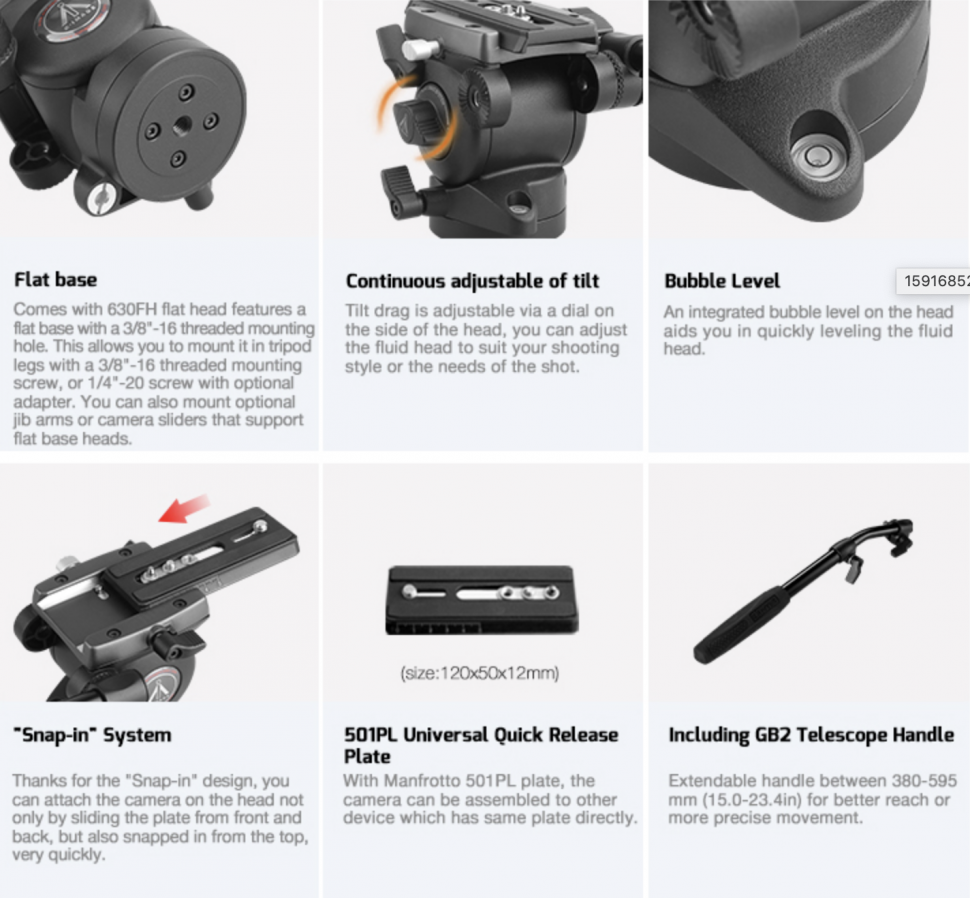 Flat base
Comes with 630FH flat head features a
flat base with a 3/8"-16 threaded mounting
hole. This allows you to mount it in tripod
legs with a 3/8"-16 threaded mounting
screw, or 1/4"-20 screw with optional
adapter. You can also mount optional
jib arms or camera sliders that support
flat base heads.
Continuous adjustable of tilt
Tilt drag is adjustable via a dial on
the side of the head, you can adjust
the fluid head to suit your shooting
style or the needs of the shot.
Bubble Level
15916852
An integrated bubble level on the head
aids you in quickly leveling the fluid
head.
"Snap-in" System
Thanks for the "Snap-in" design, you
can attach the camera on the head not
only by sliding the plate from front and
back, but also snapped in from the top,
very quickly.
(size:120x50x12mm)
501PL Universal Quick Release
Plate
With Manfrotto 501PL plate, the
camera can be assembled to other
device which has same plate directly.
Including GB2 Telescope Handle
Extendable handle between 380-595
mm (15.0-23.4in) for better reach or
more precise movement.